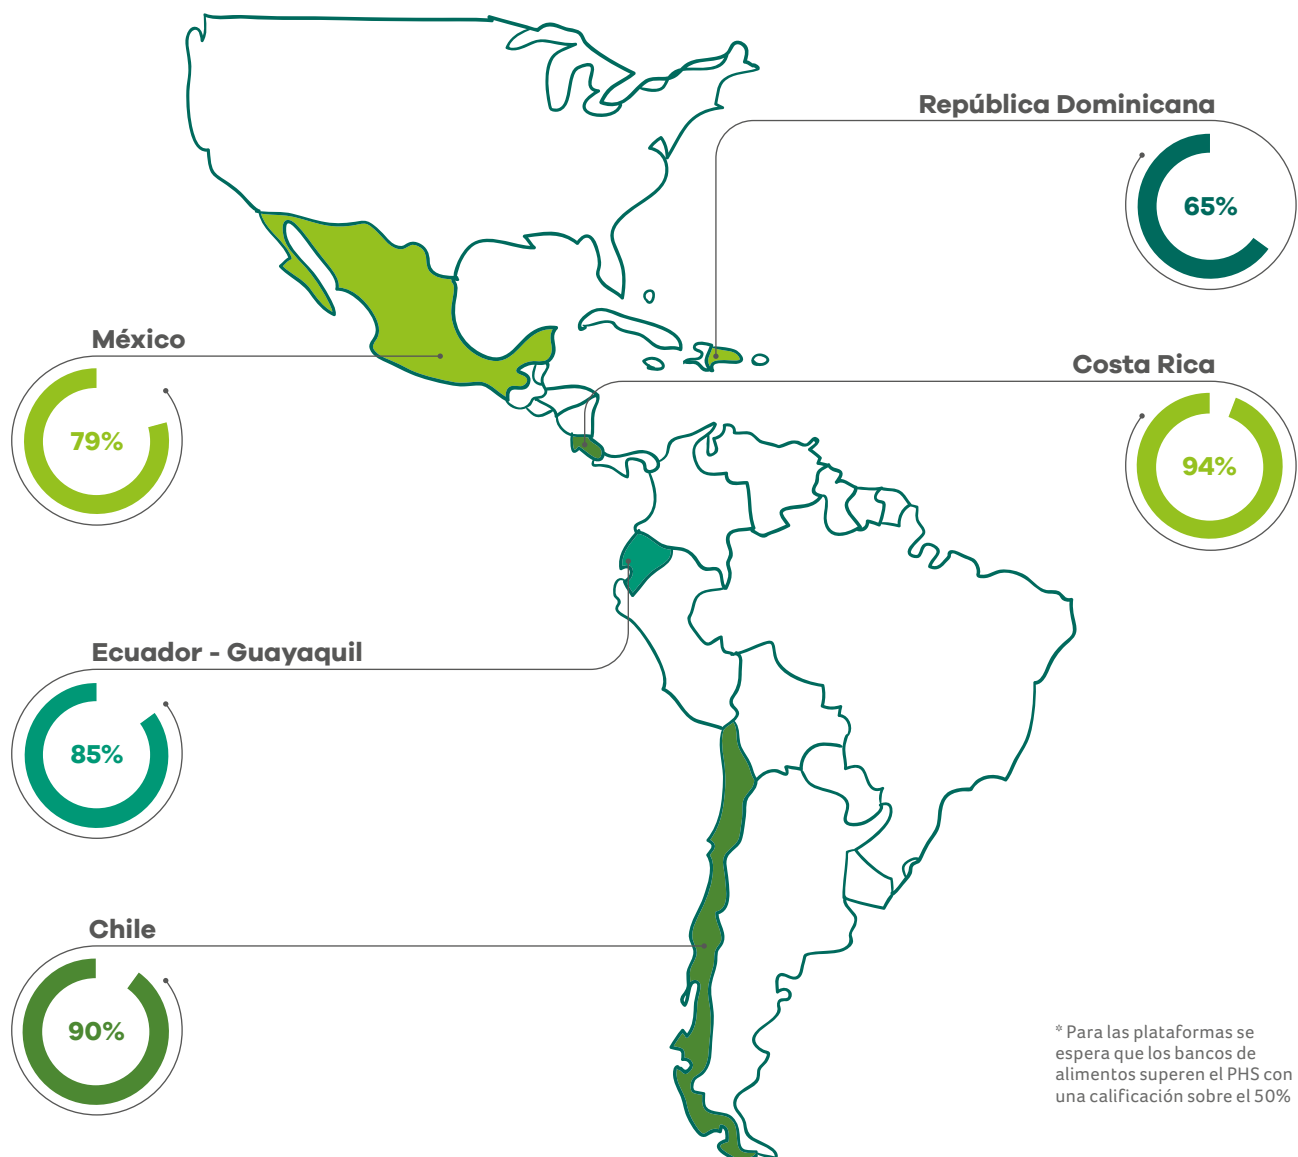 República Dominicana
65%
México
79%
Costa Rica
94%
Ecuador - Guayaquil
85%
Chile
90%
* Para las plataformas se
espera que los bancos de
alimentos superen el PHS con
una calificación sobre el 50%